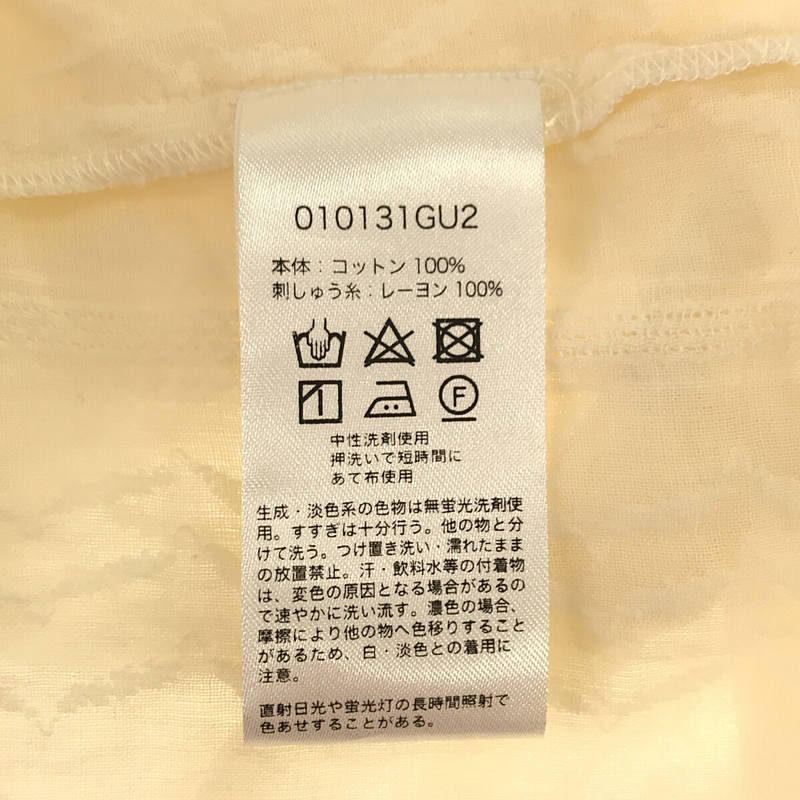 010131GU2
本体：コットン 100%
刺しゅう糸：レーヨン 100%
F
中性洗剤使用
押洗いで短時間に
あて布使用
生成・淡色系の色物は無蛍光洗剤使
用。すすぎは十分行う。他の物と分
けて洗う。つけ置き洗い・濡れたまま
の放置禁止。汗・飲料水等の付着物
は、変色の原因となる場合があるの
で速やかに洗い流す。濃色の場合、
摩擦により他の物へ色移りすること
があるため、白・淡色との着用に
注意。
直射日光や蛍光灯の長時間照射で
色あせすることがある。